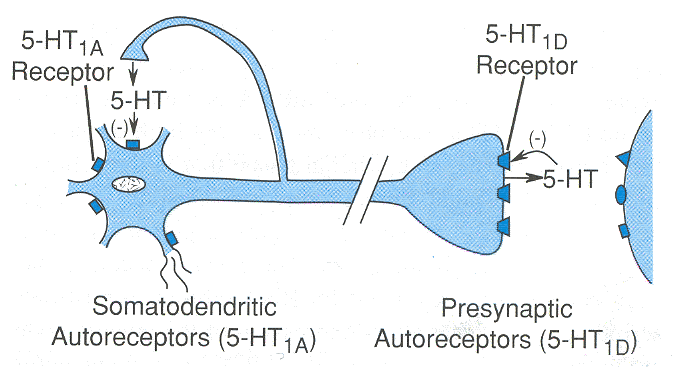 5-HT1A
Receptor
5-HT
(-)
5-HT1D
Receptor
(-)
5-HT
Somatodendritic
Autoreceptors (5-HT1A)
Presynaptic
Autoreceptors (5-HT1D)